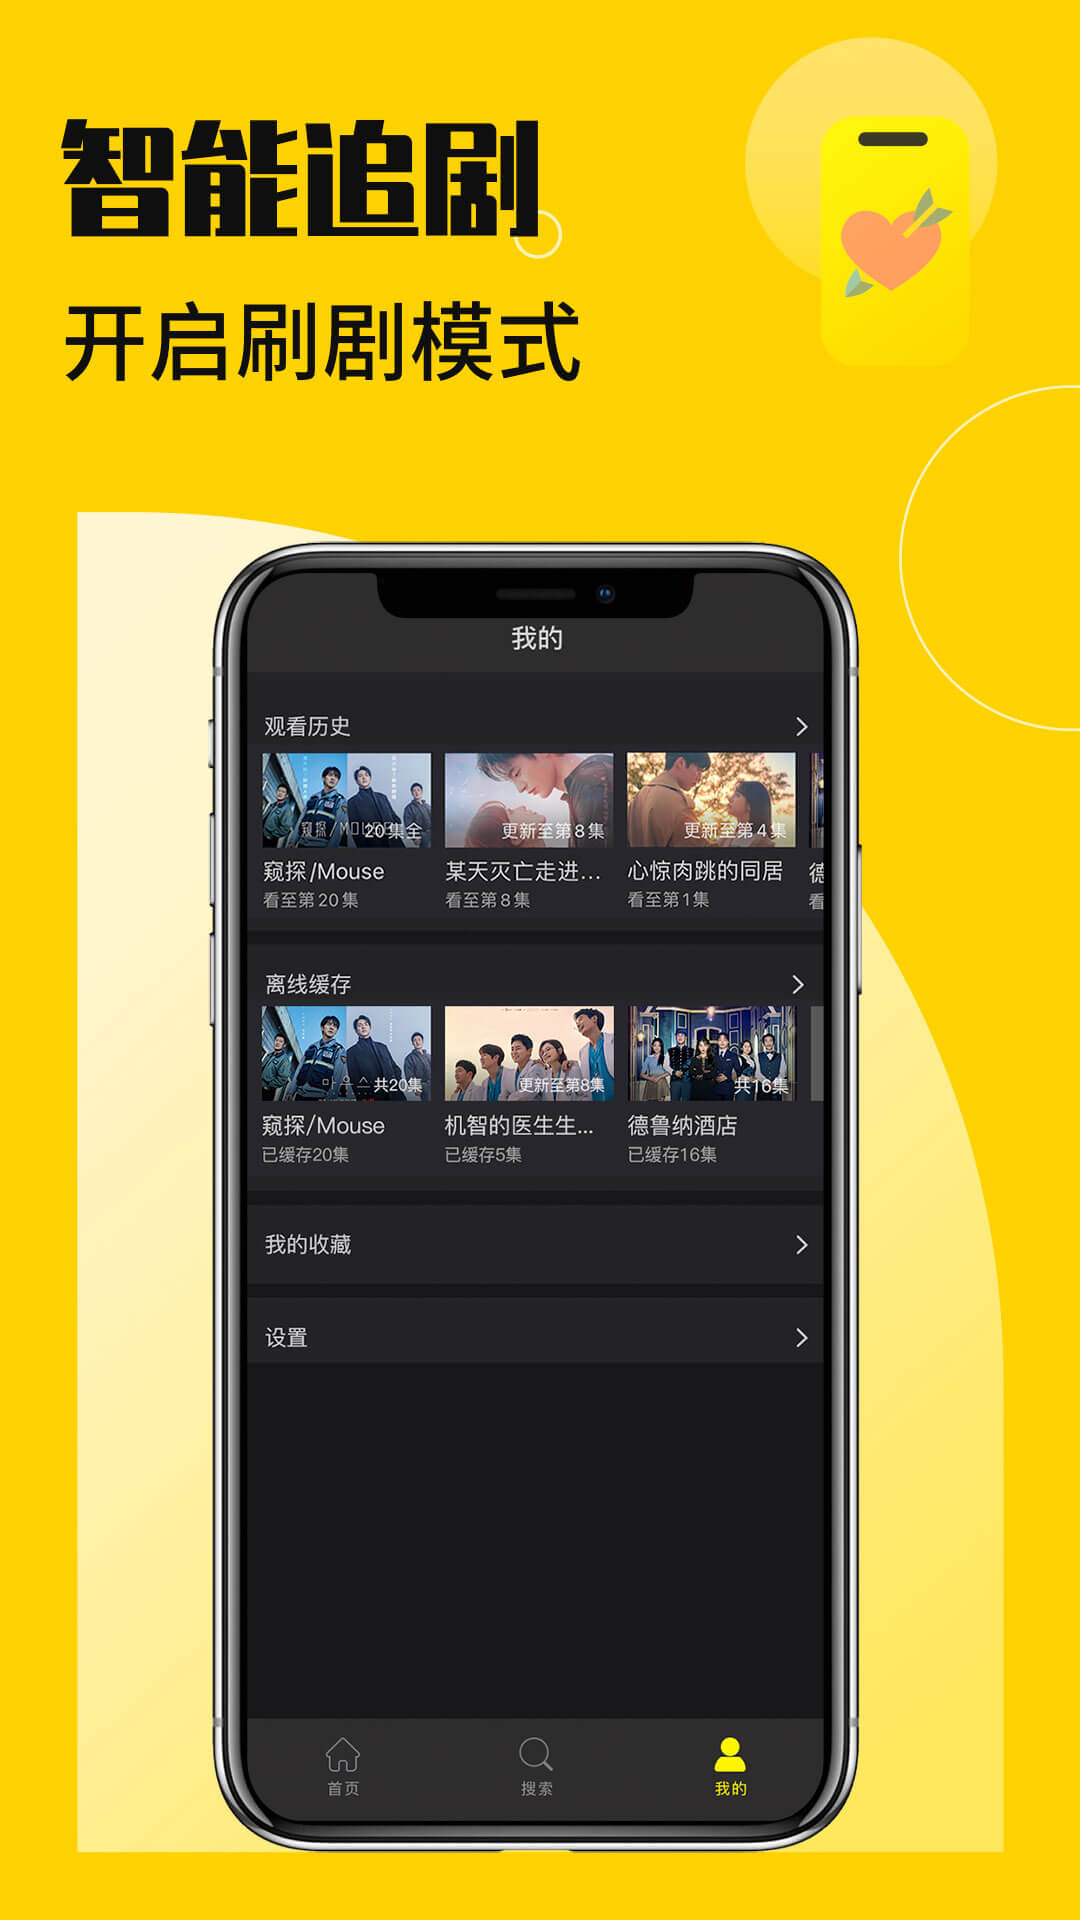 智能追剧
开启刷剧模式
我的
观看历史
窥探/MOUSE
20集全
更新至第8集
更新至第4集
窥探/Mouse
某天灭亡走进...
心惊肉跳的同居
德
看至第20集
看至第8集
看至第1集
看
离线缓存
마우스
共20集
更新至第8集
共16集
窥探/Mouse
机智的医生生...
德鲁纳酒店
已缓存20集
已缓存5集
已缓存16集
我的收藏
设置
首页
搜索
我的